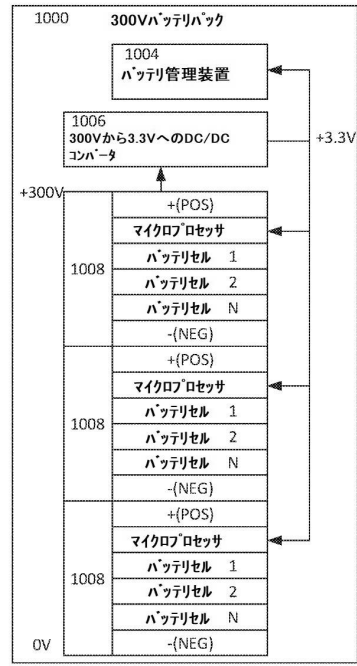 1000 300Vバッテリパック
1004
バッテリ管理装置
1006
300Vから3.3VへのDC/DC
コンバータ
+3.3V
+300V
+(POS)
マイクロプロセッサ
1008
バッテリセル 1
バッテリセル 2
バッテリセル N
-(NEG)
+(POS)
マイクロプロセッサ
1008
バッテリセル 1
バッテリセル 2
バッテリセル N
-(NEG)
+(POS)
マイクロプロセッサ
1008
バッテリセル 1
バッテリセル 2
バッテリセル N
-(NEG)
0V